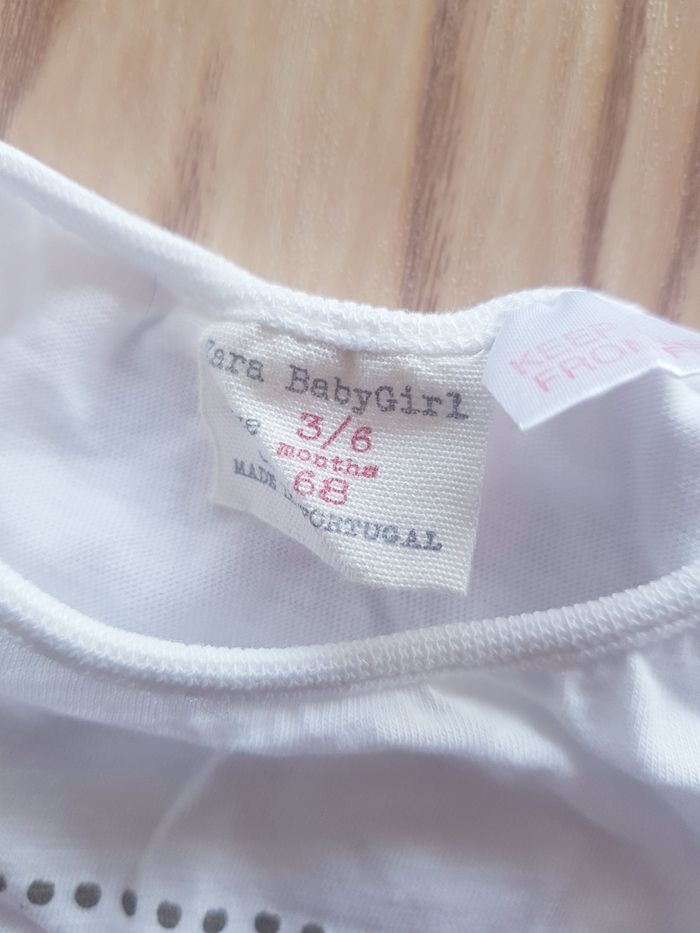 Zara BabyGirl
3/6
months
68
MADE IN PORTUGAL
KEEP
FROM